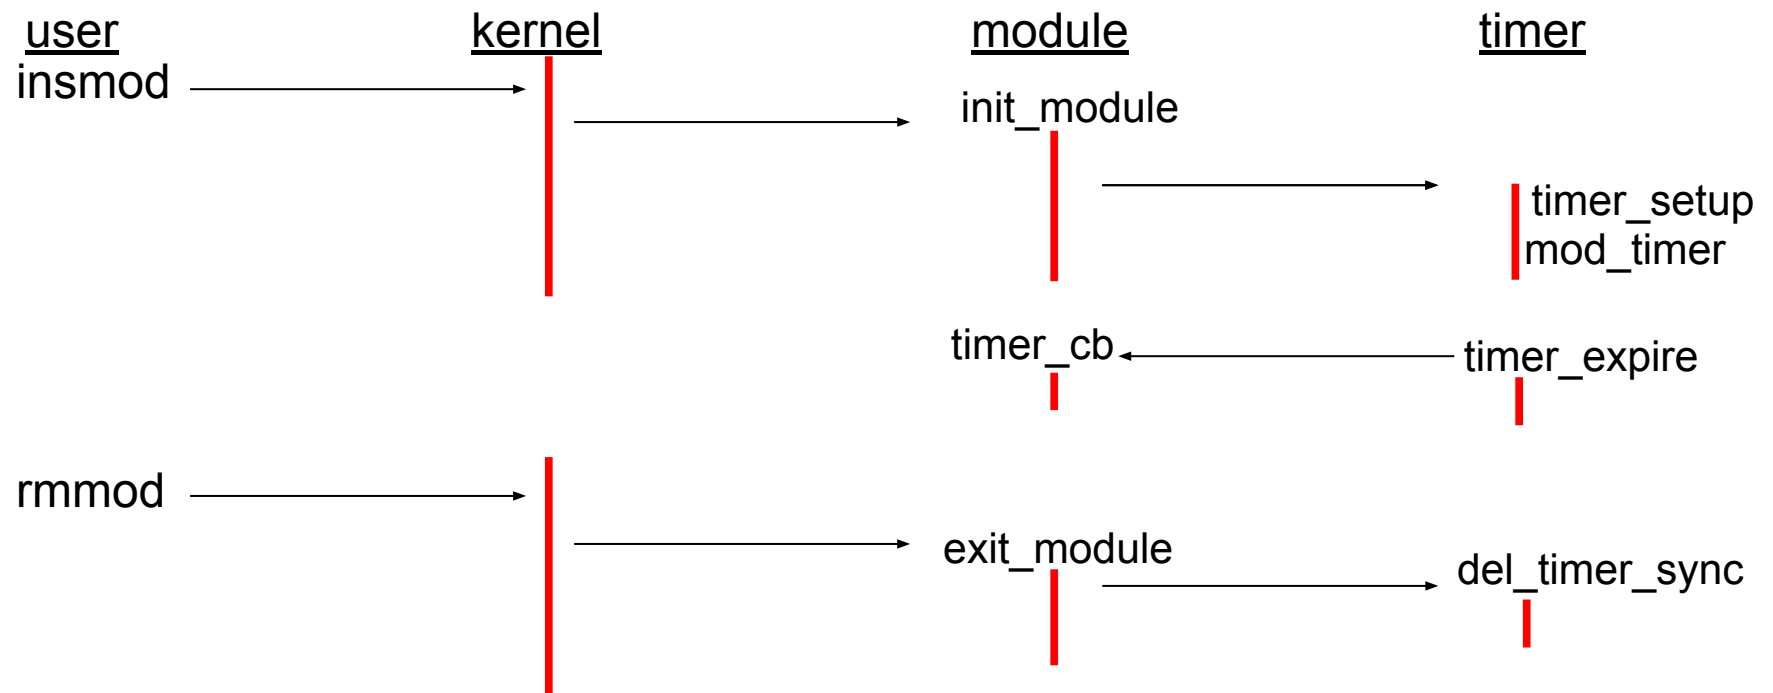 user
kernel
module
timer
insmod
init_module
timer_setup
mod_timer
timer_cb
timer_expire
rmmod
exit_module
del_timer_sync